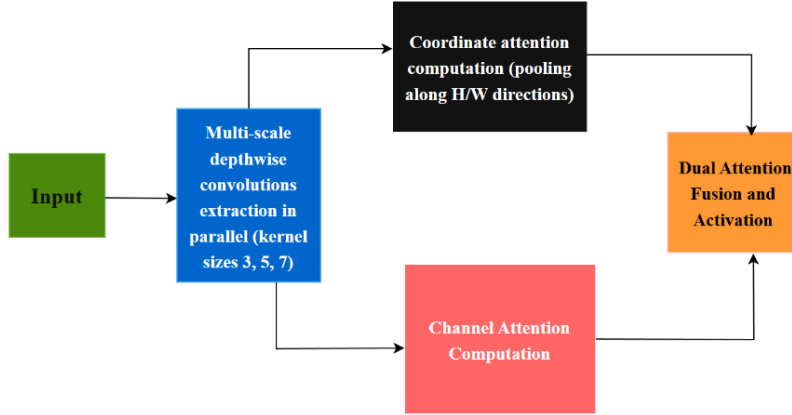 Input
Multi-scale
depthwise
convolutions
extraction in
parallel (kernel
sizes 3, 5, 7)
Coordinate attention
computation (pooling
along H/W directions)
Channel Attention
Computation
Dual Attention
Fusion and
Activation